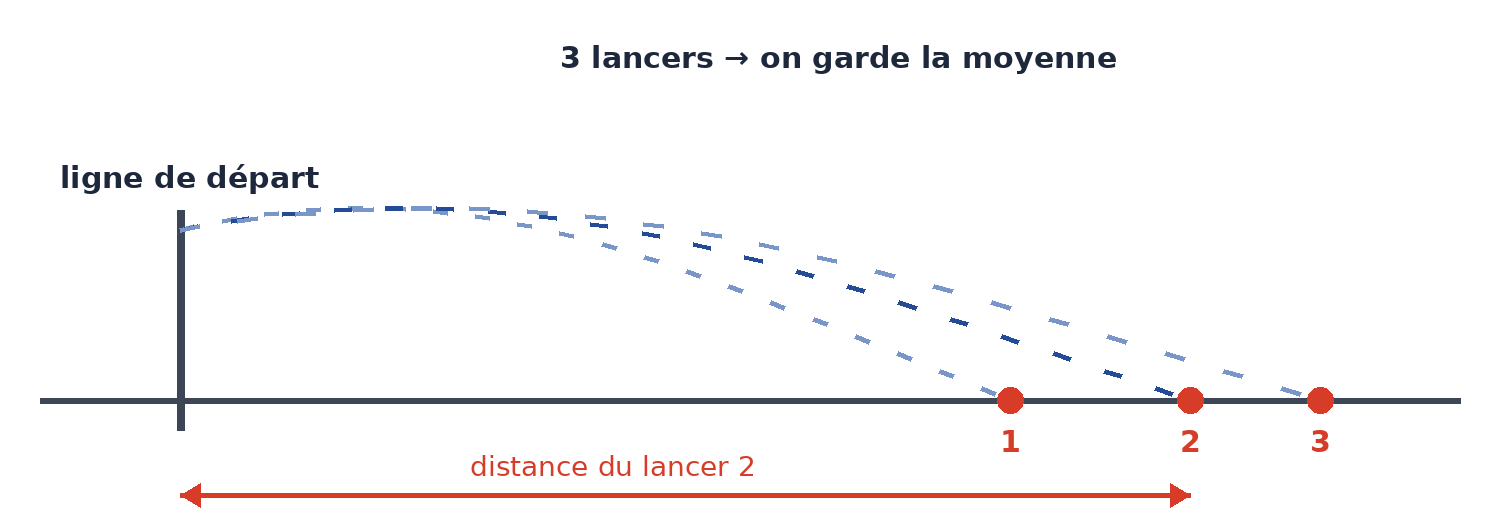 3 lancers → on garde la moyenne
ligne de départ
1 2 3
distance du lancer 2